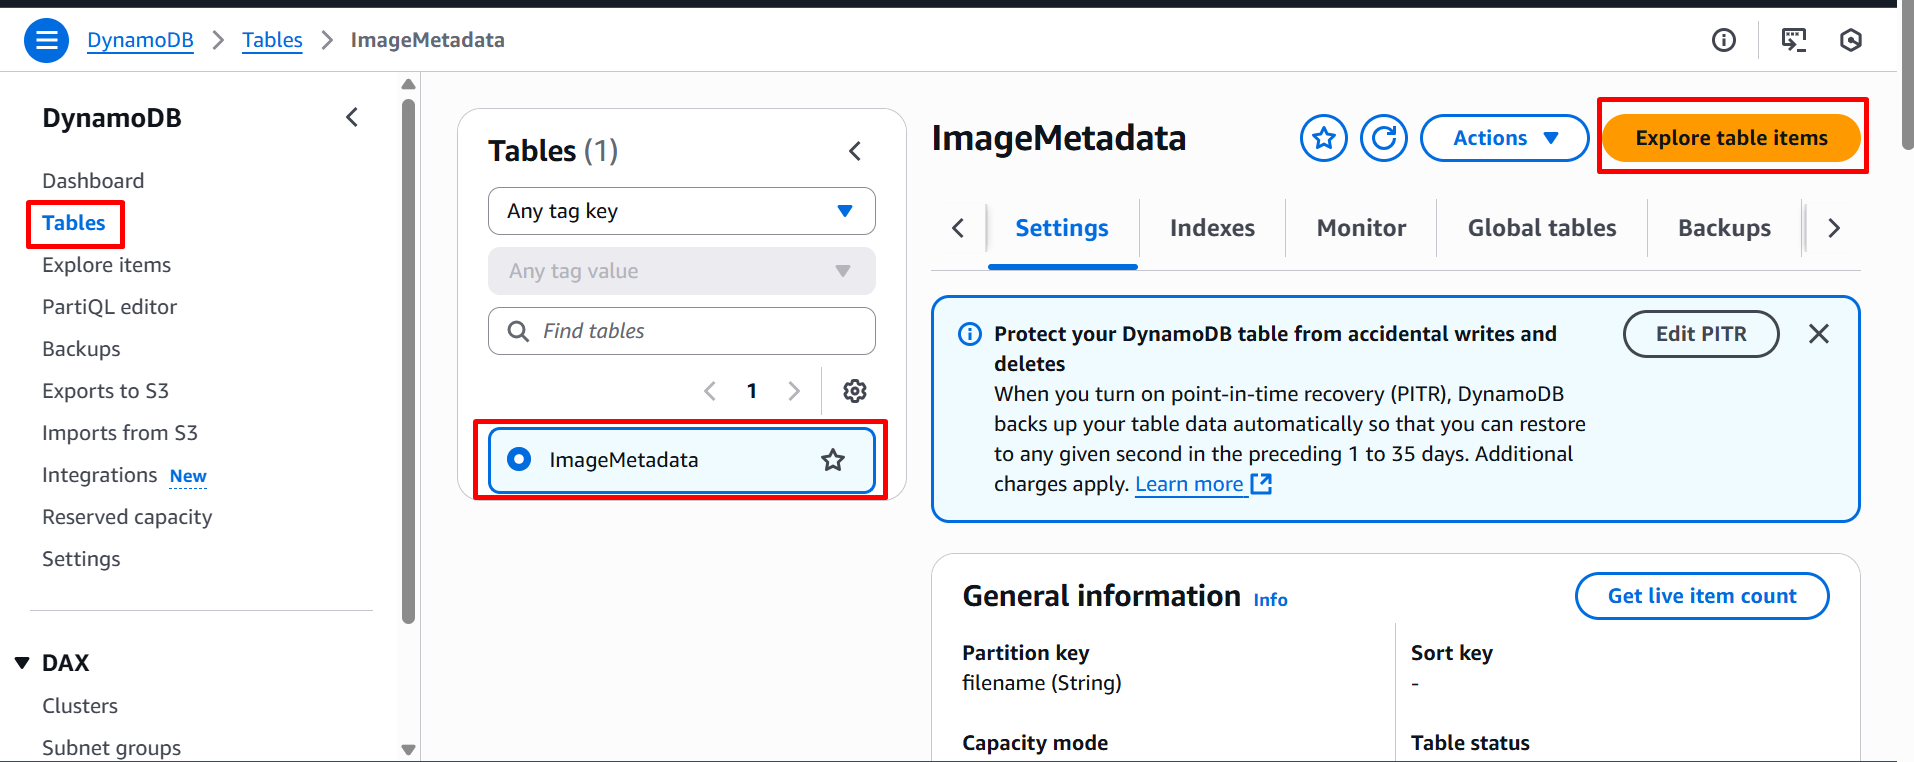 DynamoDB
Tables
ImageMetadata
DynamoDB
Dashboard
Tables
Explore items
PartiQL editor
Backups
Exports to S3
Imports from S3
Integrations New
Reserved capacity
Settings
DAX
Clusters
Subnet groups
Tables (1)
Any tag key
Any tag value
Find tables
1
ImageMetadata
ImageMetadata
Actions
Explore table items
Settings
Indexes
Monitor
Global tables
Backups
Protect your DynamoDB table from accidental writes and
deletes
When you turn on point-in-time recovery (PITR), DynamoDB
backs up your table data automatically so that you can restore
to any given second in the preceding 1 to 35 days. Additional
charges apply. Learn more
Edit PITR
General information Info
Get live item count
Partition key
filename (String)
Sort key
-
Capacity mode
Table status